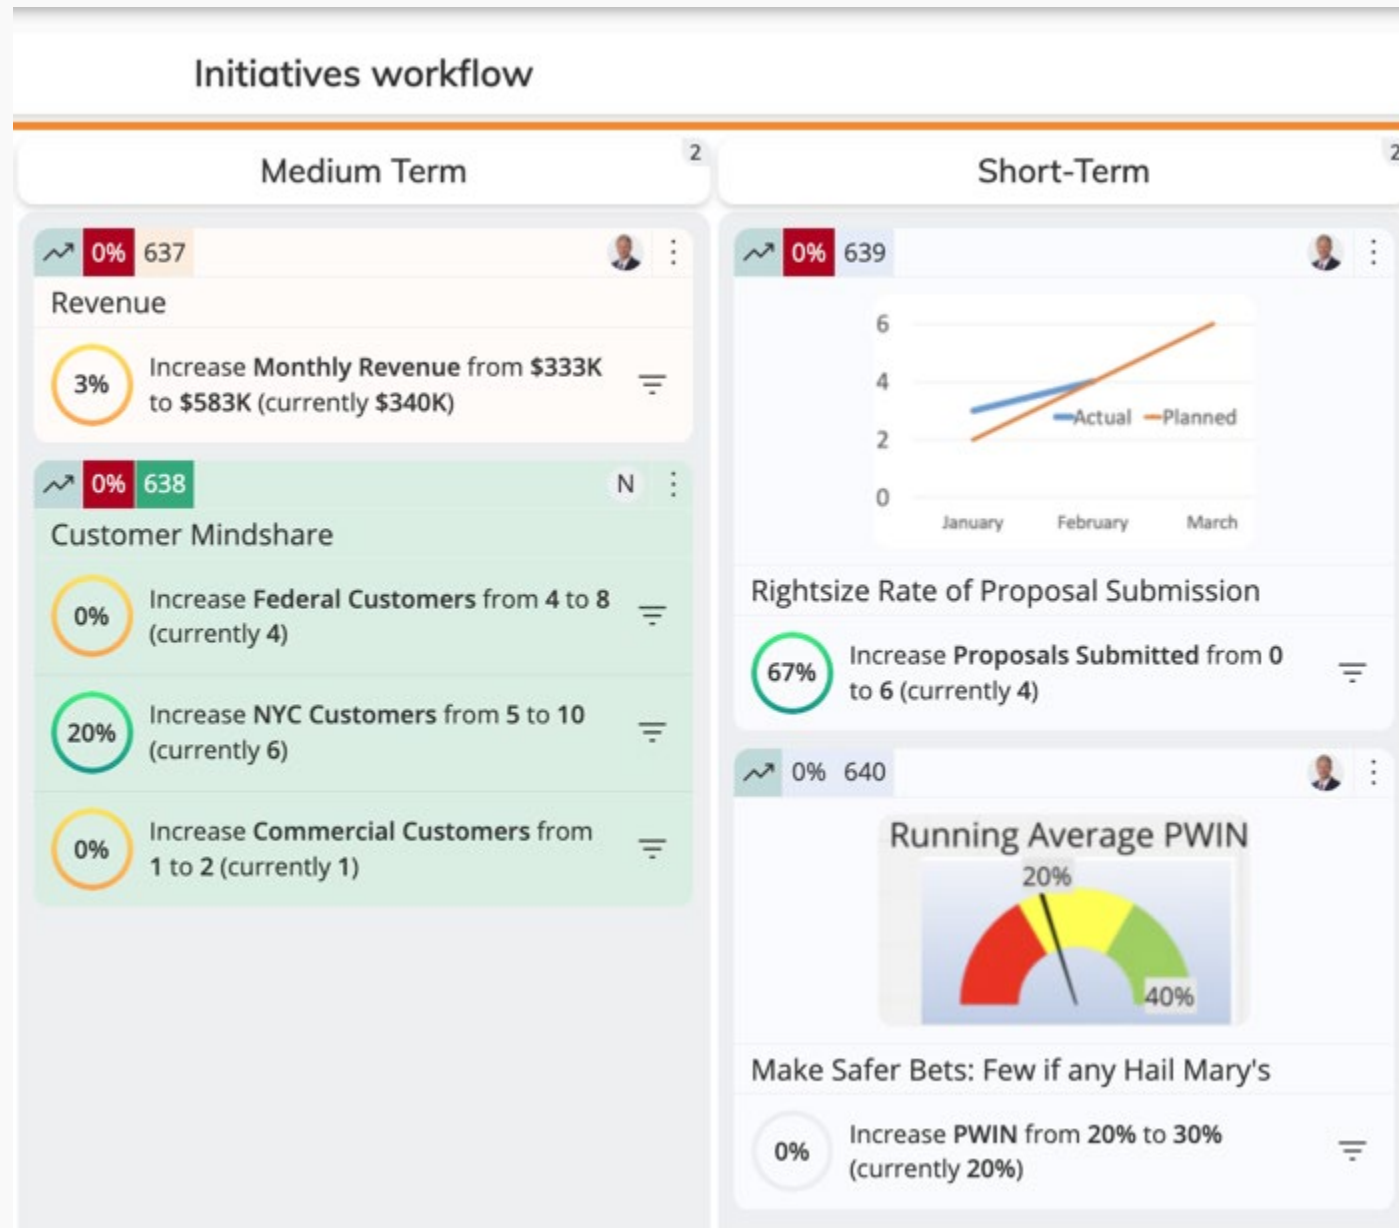 Initiatives workflow
Medium Term
2
0% 637
Revenue
3%
Increase Monthly Revenue from $333K
to $583K (currently $340K)
0% 638
N
Customer Mindshare
0%
Increase Federal Customers from 4 to 8
(currently 4)
20%
Increase NYC Customers from 5 to 10
(currently 6)
0%
Increase Commercial Customers from
1 to 2 (currently 1)
Short-Term
2
0% 639
6
4
2
0
Actual
Planned
January February March
Rightsize Rate of Proposal Submission
67%
Increase Proposals Submitted from 0
to 6 (currently 4)
0% 640
Running Average PWIN
20%
40%
Make Safer Bets: Few if any Hail Mary's
0%
Increase PWIN from 20% to 30%
(currently 20%)